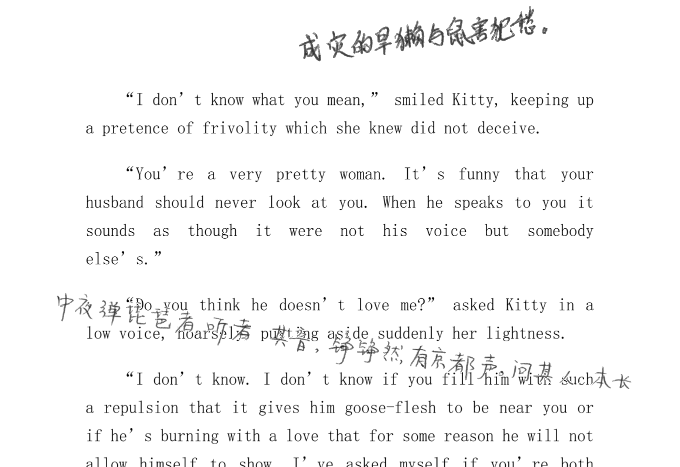 成灾的旱獭与鼠害犯愁。
“I don’t know what you mean,” smiled Kitty, keeping up
a pretence of frivolity which she knew did not deceive.
“You’re a very pretty woman. It’s funny that your
husband should never look at you. When he speaks to you it
sounds as though it were not his voice but somebody
else’s.”
“Do you think he doesn’t love me?” asked Kitty in a
low voice, hoarsely putting aside suddenly her lightness.
中夜弹琵琶者听者 其音，铮铮然有京都声。问其人本长
“I don’t know. I don’t know if you fill him with such
a repulsion that it gives him goose-flesh to be near you or
if he’s burning with a love that for some reason he will not
allow himself to show. I’ve asked myself if you’re both